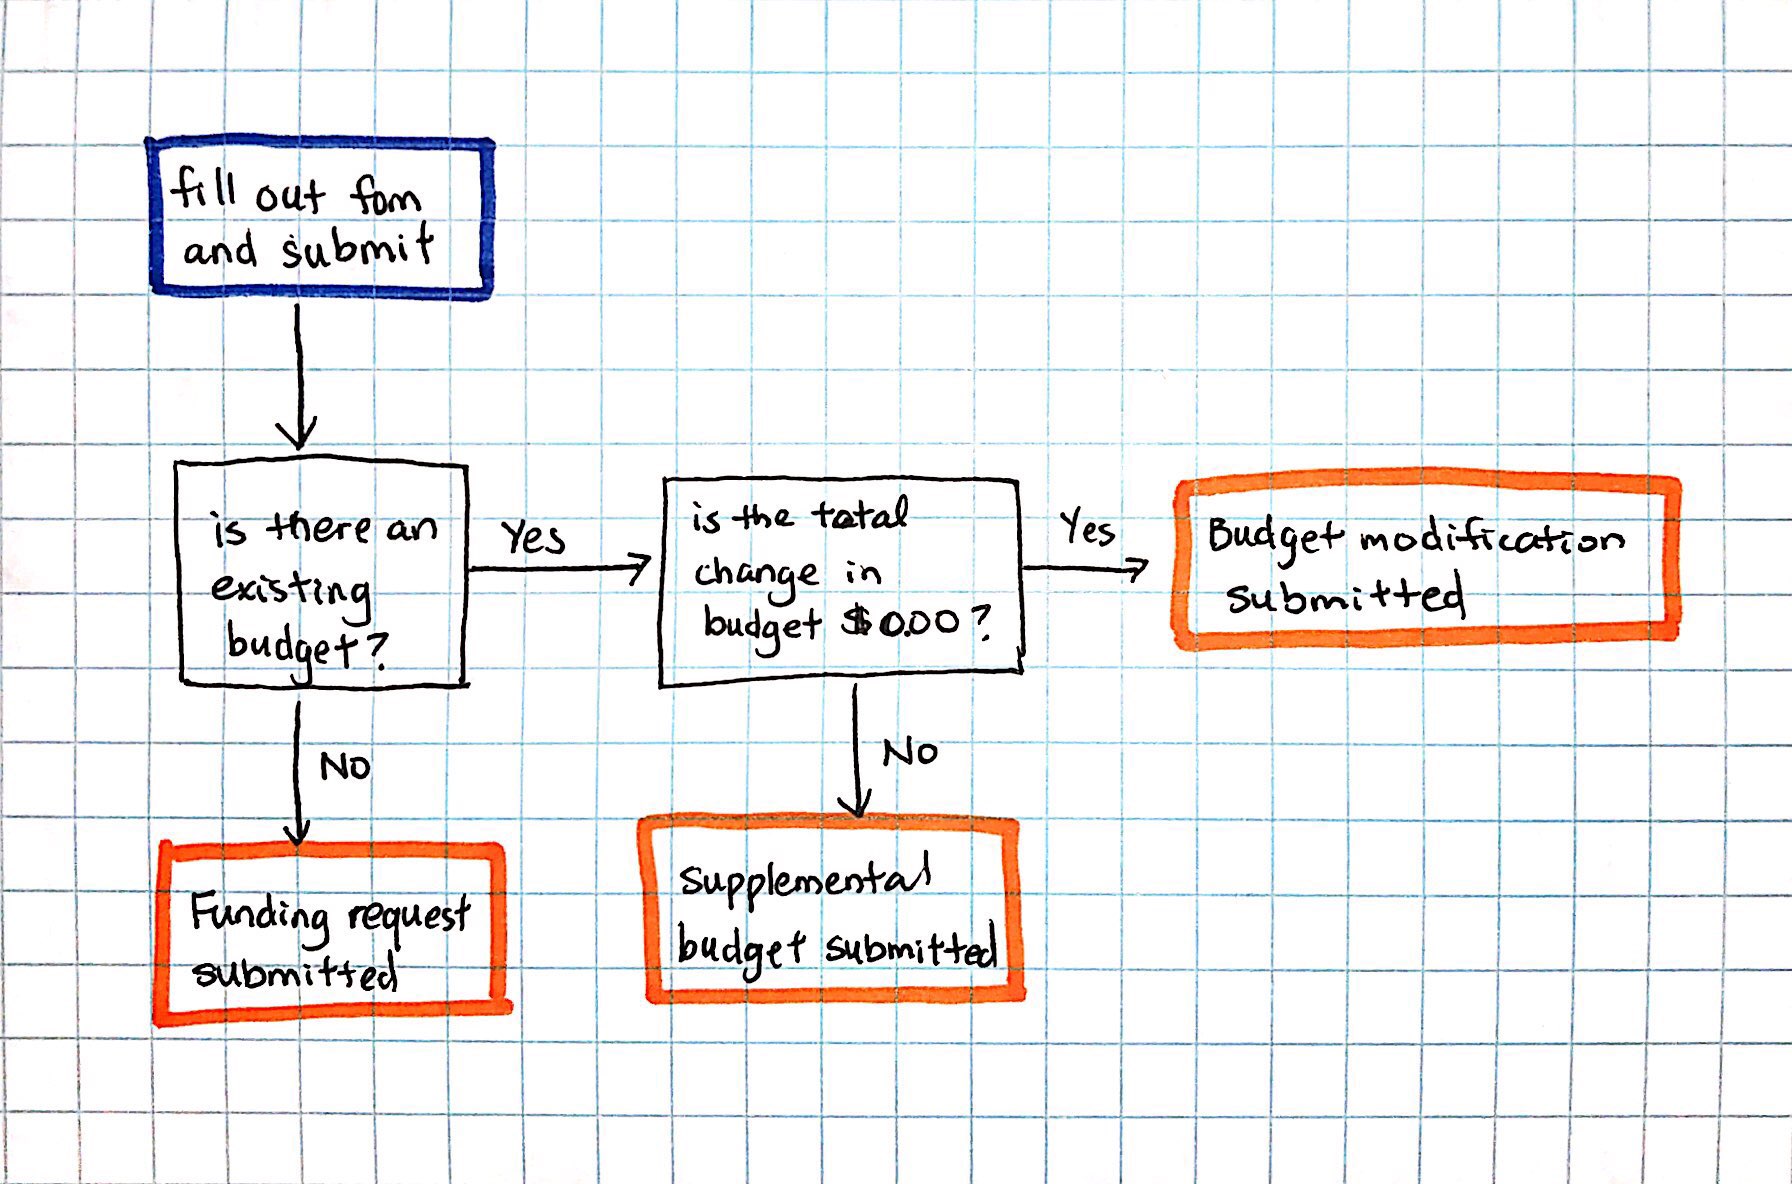 fill out form
and submit
is there an
existing
budget?
Yes
is the total
change in
budget $0.00?
Yes
Budget modification
submitted
No
No
Funding request
submitted
supplemental
budget submitted